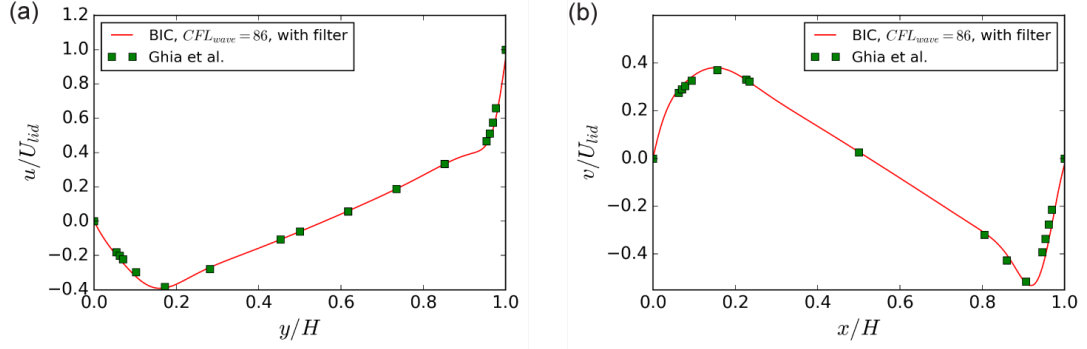 (a)
BIC, CFL_wave = 86, with filter
Ghia et al.
1.2
1.0
0.8
0.6
0.4
0.2
0.0
−0.2
−0.4
u/U_lid
0.0 0.2 0.4 0.6 0.8 1.0
y/H
(b)
BIC, CFL_wave = 86, with filter
Ghia et al.
0.4
0.2
0.0
−0.2
−0.4
v/U_lid
0.0 0.2 0.4 0.6 0.8 1.0
x/H